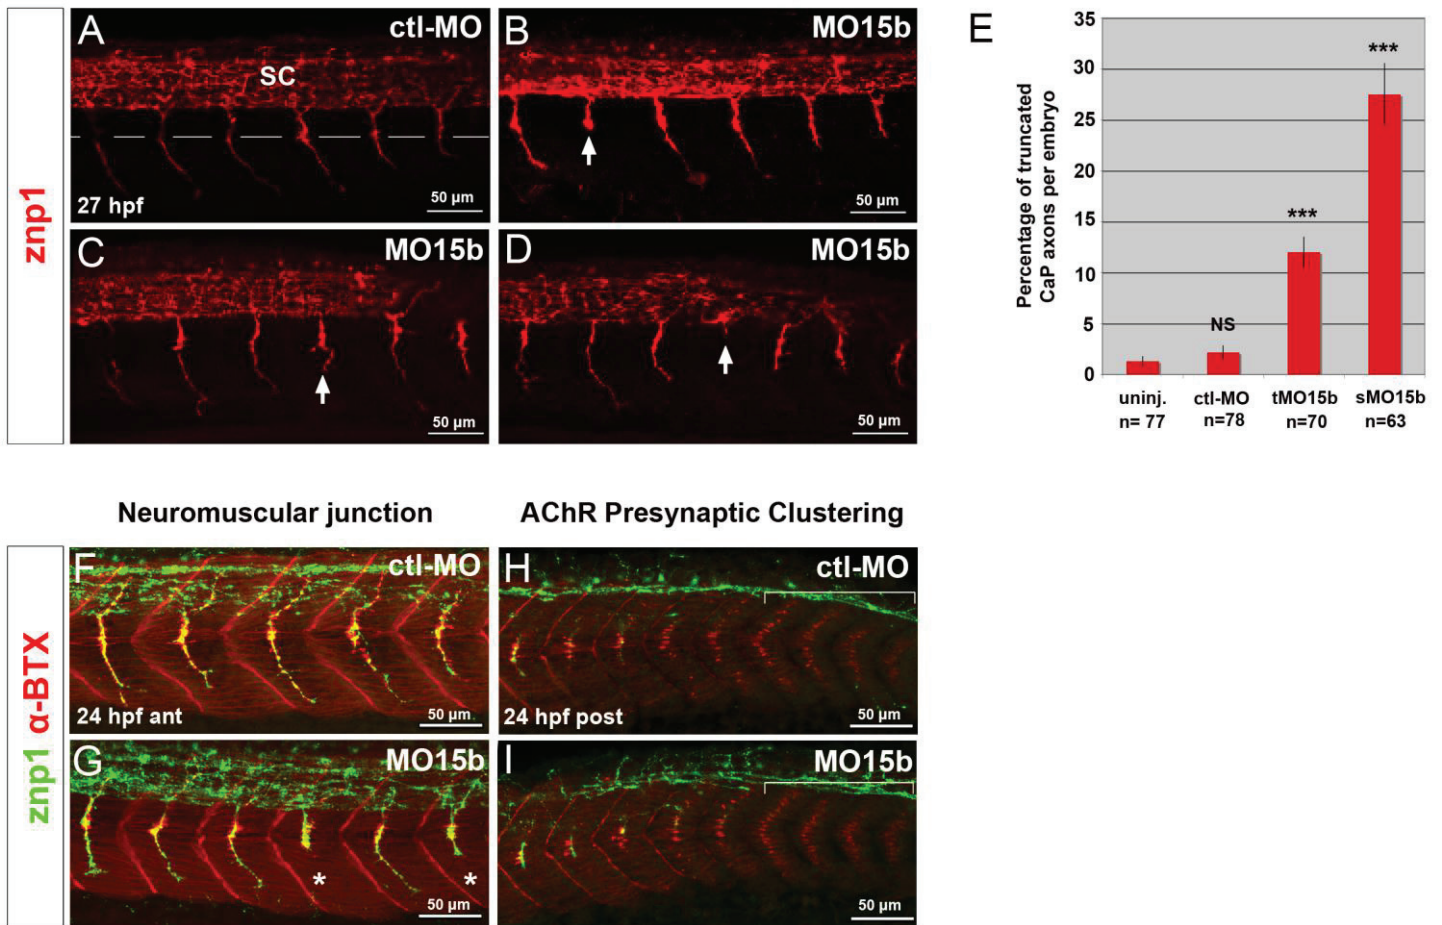 znp1
A
ctl-MO
SC
27 hpf
50 µm
B
MO15b
50 µm
C
MO15b
50 µm
D
MO15b
50 µm
E
Percentage of truncated
CaP axons per embryo
35
30
25
20
15
10
5
0
NS
***
***
uninj.
n= 77
ctl-MO
n=78
tMO15b
n=70
sMO15b
n=63
Neuromuscular junction
AChR Presynaptic Clustering
znp1 α-BTX
F
ctl-MO
24 hpf ant
50 µm
G
MO15b
*
*
50 µm
H
ctl-MO
24 hpf post
50 µm
I
MO15b
50 µm